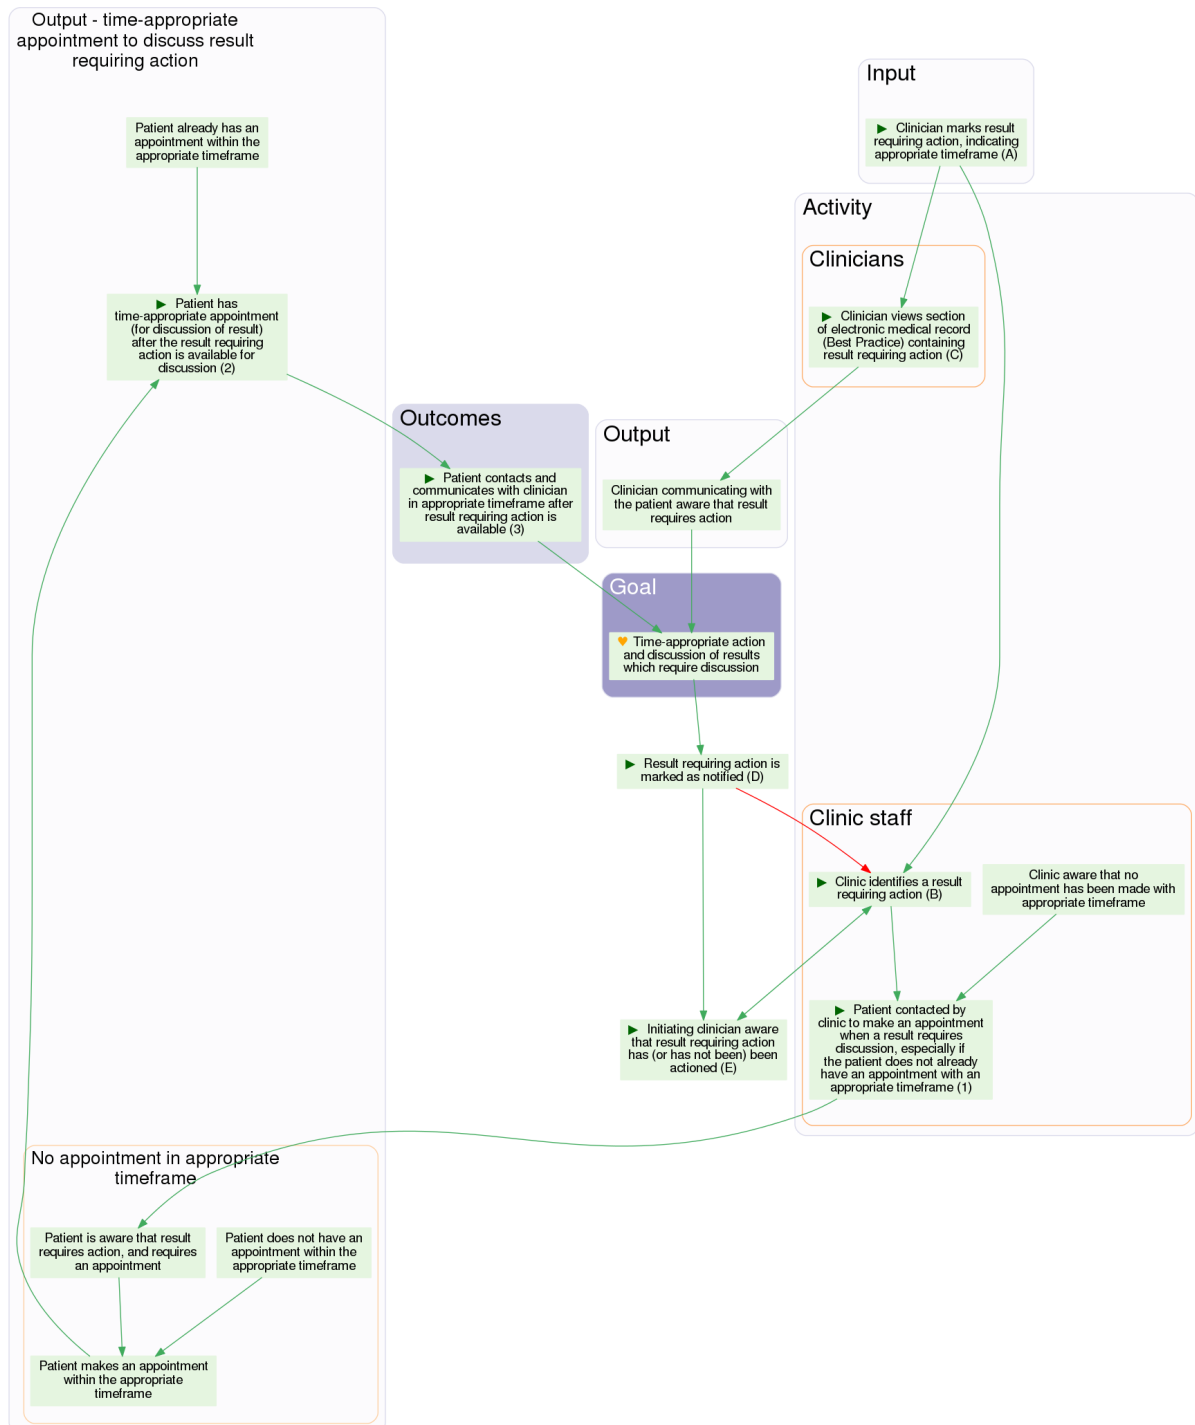 Output - time-appropriate
appointment to discuss result
requiring action
Patient already has an
appointment within the
appropriate timeframe
▶ Patient has
time-appropriate appointment
(for discussion of result)
after the result requiring
action is available for
discussion (2)
Input
▶ Clinician marks result
requiring action, indicating
appropriate timeframe (A)
Activity
Clinicians
▶ Clinician views section
of electronic medical record
(Best Practice) containing
result requiring action (C)
Outcomes
▶ Patient contacts and
communicates with clinician
in appropriate timeframe after
result requiring action is
available (3)
Output
Clinician communicating with
the patient aware that result
requires action
Goal
♥ Time-appropriate action
and discussion of results
which require discussion
▶ Result requiring action is
marked as notified (D)
Clinic staff
▶ Clinic identifies a result
requiring action (B)
Clinic aware that no
appointment has been made with
appropriate timeframe
▶ Initiating clinician aware
that result requiring action
has (or has not been) been
actioned (E)
▶ Patient contacted by
clinic to make an appointment
when a result requires
discussion, especially if
the patient does not already
have an appointment with an
appropriate timeframe (1)
No appointment in appropriate
timeframe
Patient is aware that result
requires action, and requires
an appointment
Patient does not have an
appointment within the
appropriate timeframe
Patient makes an appointment
within the appropriate
timeframe